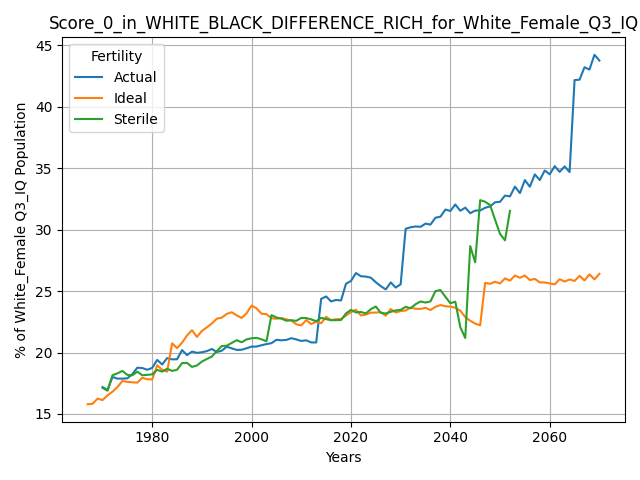 Score_0_in_WHITE_BLACK_DIFFERENCE_RICH_for_White_Female_Q3_IQ
Fertility
Actual
Ideal
Sterile
% of White_Female Q3_IQ Population
45
40
35
30
25
20
15
1980
2000
2020
2040
2060
Years